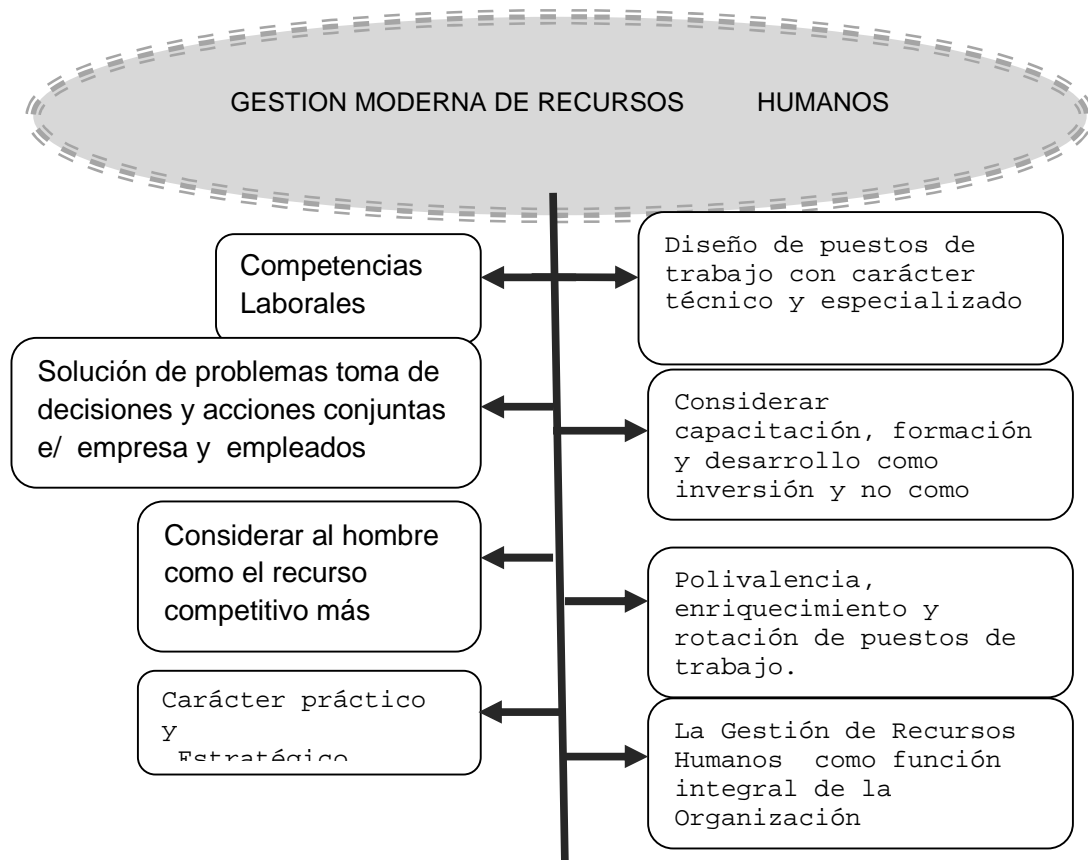 GESTION MODERNA DE RECURSOS HUMANOS
Competencias
Laborales
Diseño de puestos de
trabajo con carácter
técnico y especializado
Solución de problemas toma de
decisiones y acciones conjuntas
e/ empresa y empleados
Considerar
capacitación, formación
y desarrollo como
inversión y no como
Considerar al hombre
como el recurso
competitivo más
Polivalencia,
enriquecimiento y
rotación de puestos de
trabajo.
Carácter práctico
y
Estratégico
La Gestión de Recursos
Humanos como función
integral de la
Organización